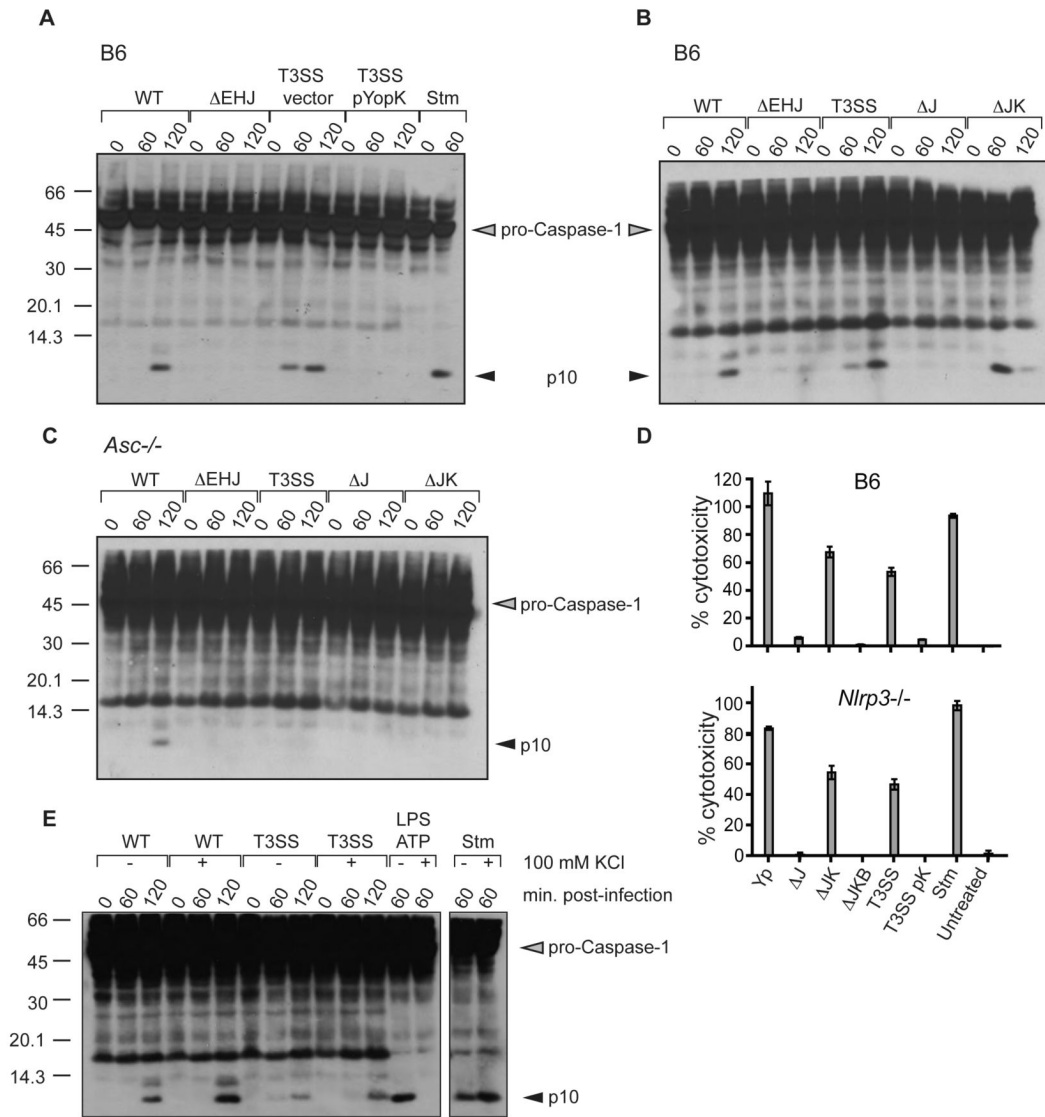 A
B6
WT ΔEHJ T3SS vector T3SS pYopK Stm
0 60 120 0 60 120 0 60 120 0 60 120 0 60
66
45
30
20.1
14.3
pro-Caspase-1
p10
B
B6
WT ΔEHJ T3SS ΔJ ΔJK
0 60 120 0 60 120 0 60 120 0 60 120 0 60 120
C
Asc-/-
WT ΔEHJ T3SS ΔJ ΔJK
0 60 120 0 60 120 0 60 120 0 60 120 0 60 120
66
45
30
20.1
14.3
pro-Caspase-1
p10
D
B6
% cytotoxicity
120
100
80
60
40
20
0
Nlrp3-/-
% cytotoxicity
100
80
60
40
20
0
Yp ΔJ ΔJK ΔJKB T3SS T3SS pK Stm Untreated
E
WT WT T3SS T3SS LPS ATP Stm
- + - + - + - + 100 mM KCl
0 60 120 0 60 120 0 60 120 0 60 120 60 60 60 60 min. post-infection
66
45
30
20.1
14.3
pro-Caspase-1
p10